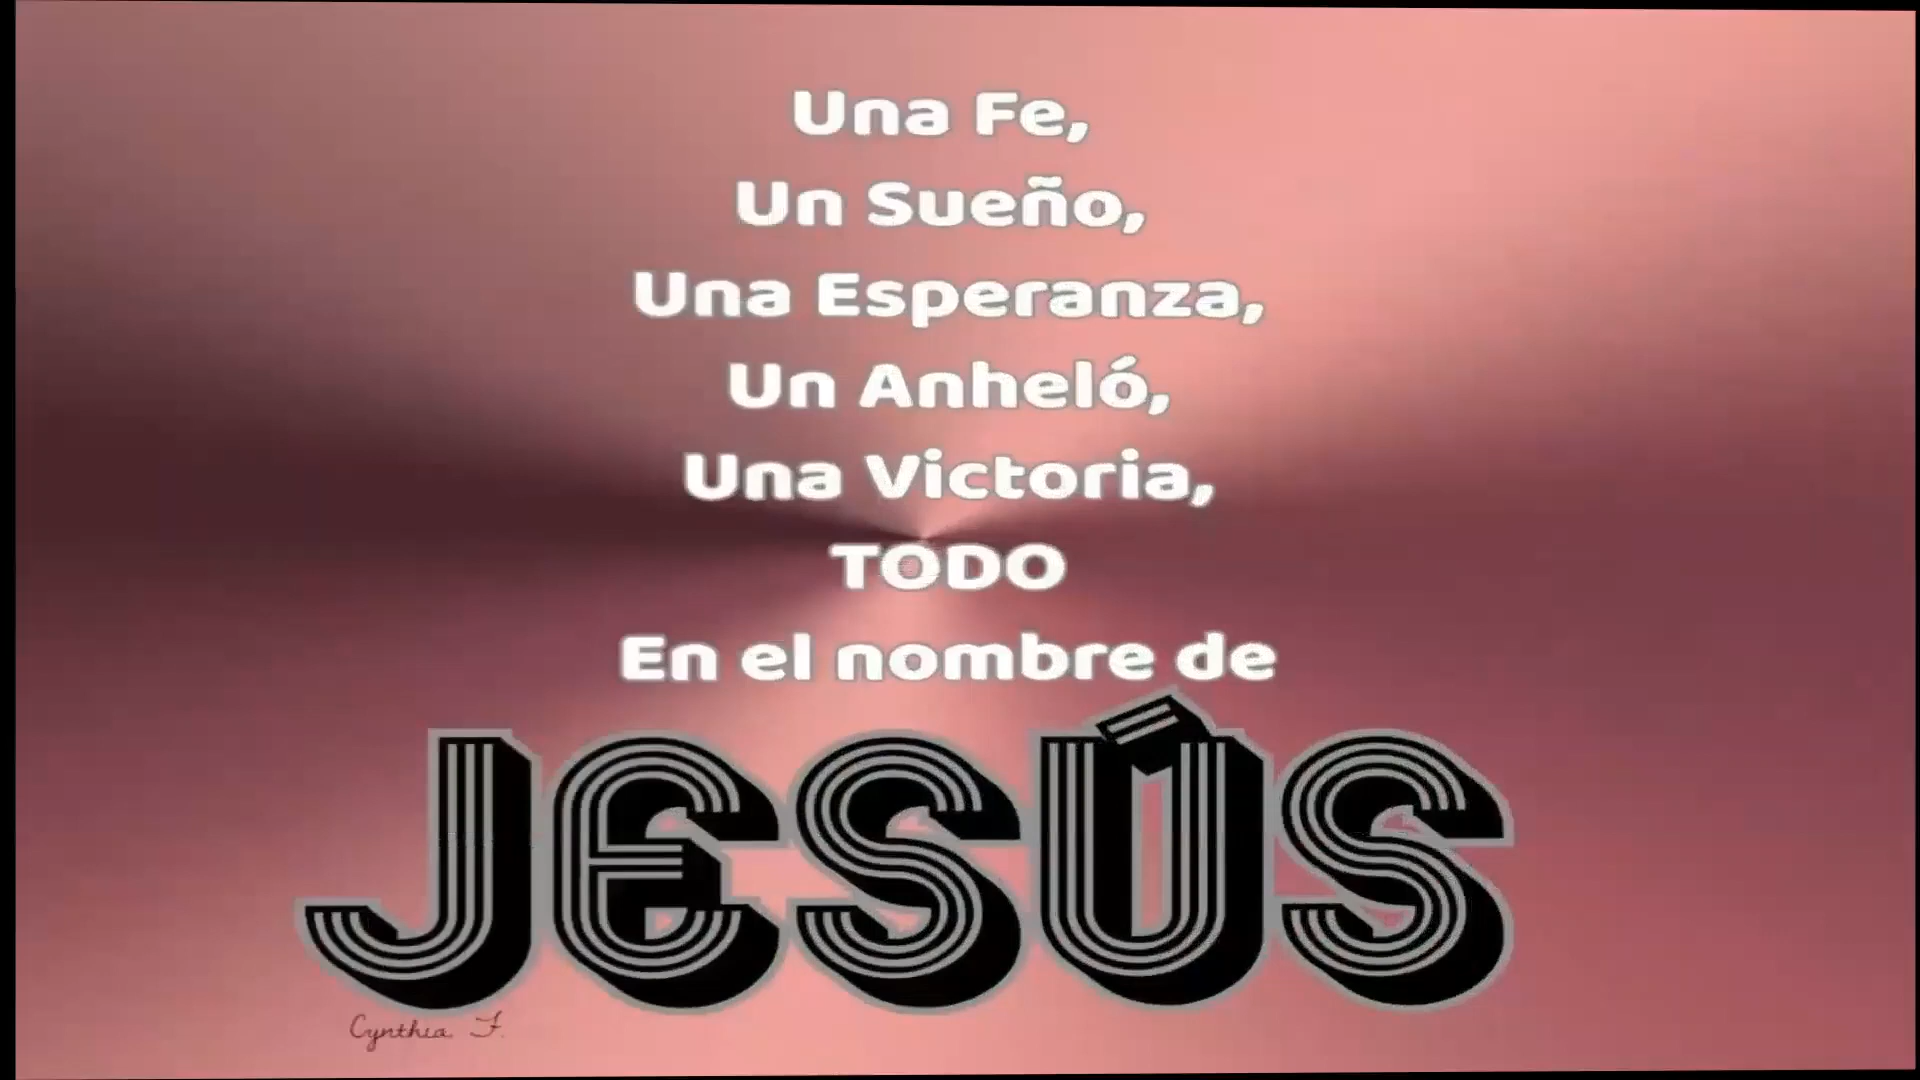 Una Fe,
Un Sueño,
Una Esperanza,
Un Anheló,
Una Victoria,
TODO
En el nombre de
JESÚS
Cynthia F.